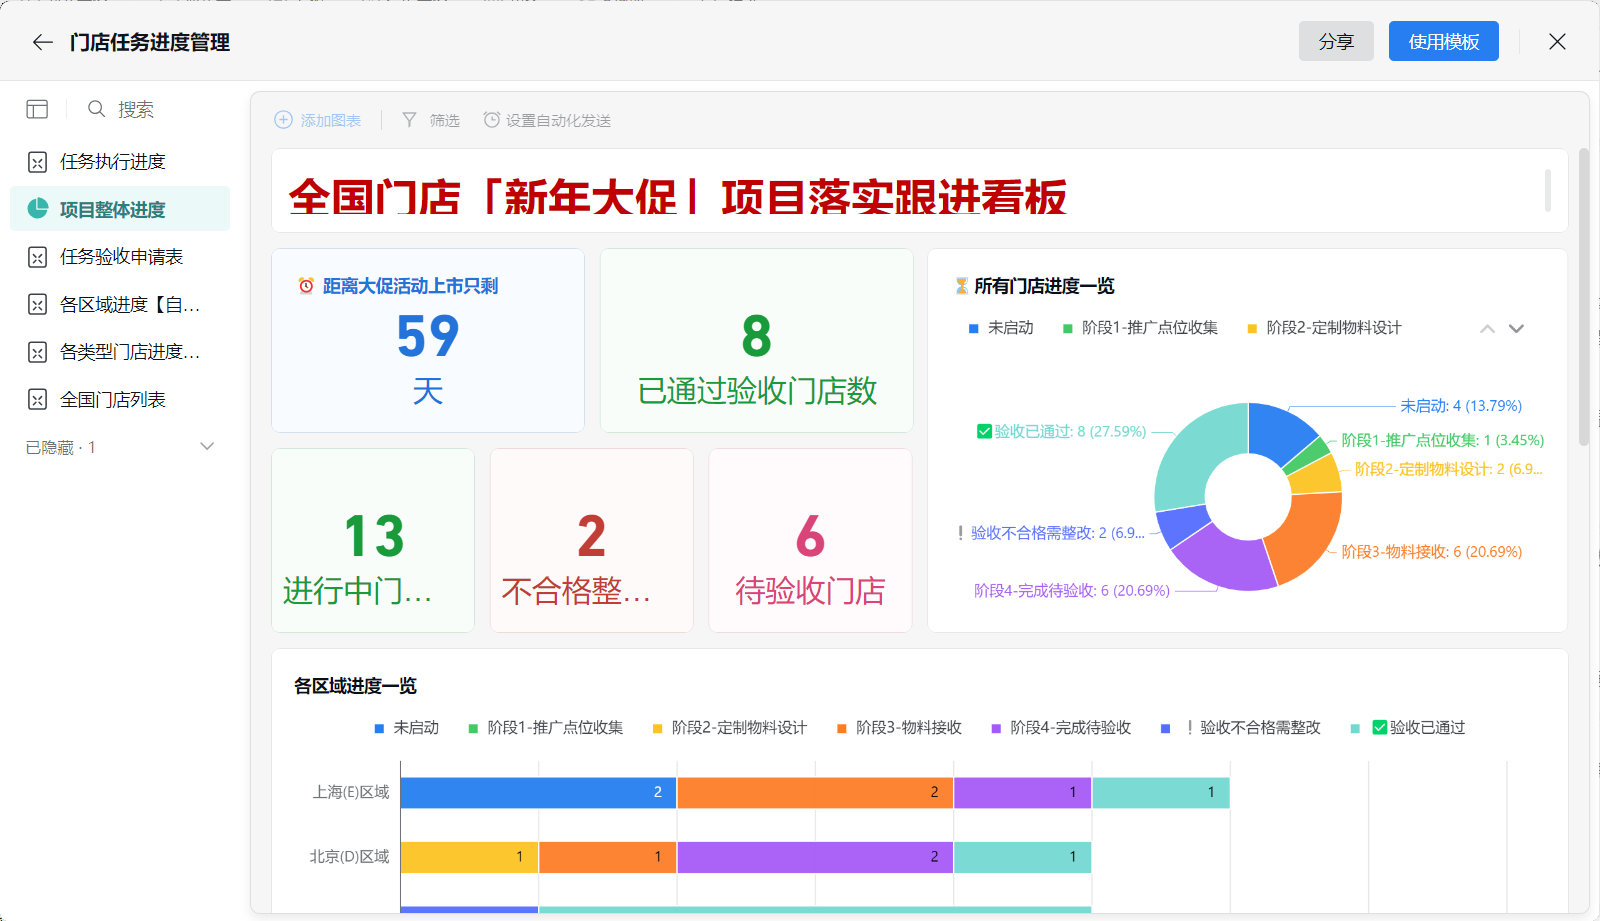 门店任务进度管理
分享
使用模板
搜索
任务执行进度
项目整体进度
任务验收申请表
各区域进度【自...
各类型门店进度...
全国门店列表
已隐藏 · 1
添加图表
筛选
设置自动化发送
全国门店「新年大促」项目落实跟进看板
⏰ 距离大促活动上市只剩
59
天
8
已通过验收门店数
13
进行中门...
2
不合格整...
6
待验收门店
⏳所有门店进度一览
未启动
阶段1-推广点位收集
阶段2-定制物料设计
未启动: 4 (13.79%)
阶段1-推广点位收集: 1 (3.45%)
阶段2-定制物料设计: 2 (6.9...
阶段3-物料接收: 6 (20.69%)
阶段4-完成待验收: 6 (20.69%)
❕验收不合格需整改: 2 (6.9...
✅验收已通过: 8 (27.59%)
各区域进度一览
未启动
阶段1-推广点位收集
阶段2-定制物料设计
阶段3-物料接收
阶段4-完成待验收
❕验收不合格需整改
✅验收已通过
上海(E)区域
2
2
1
1
北京(D)区域
1
1
2
1